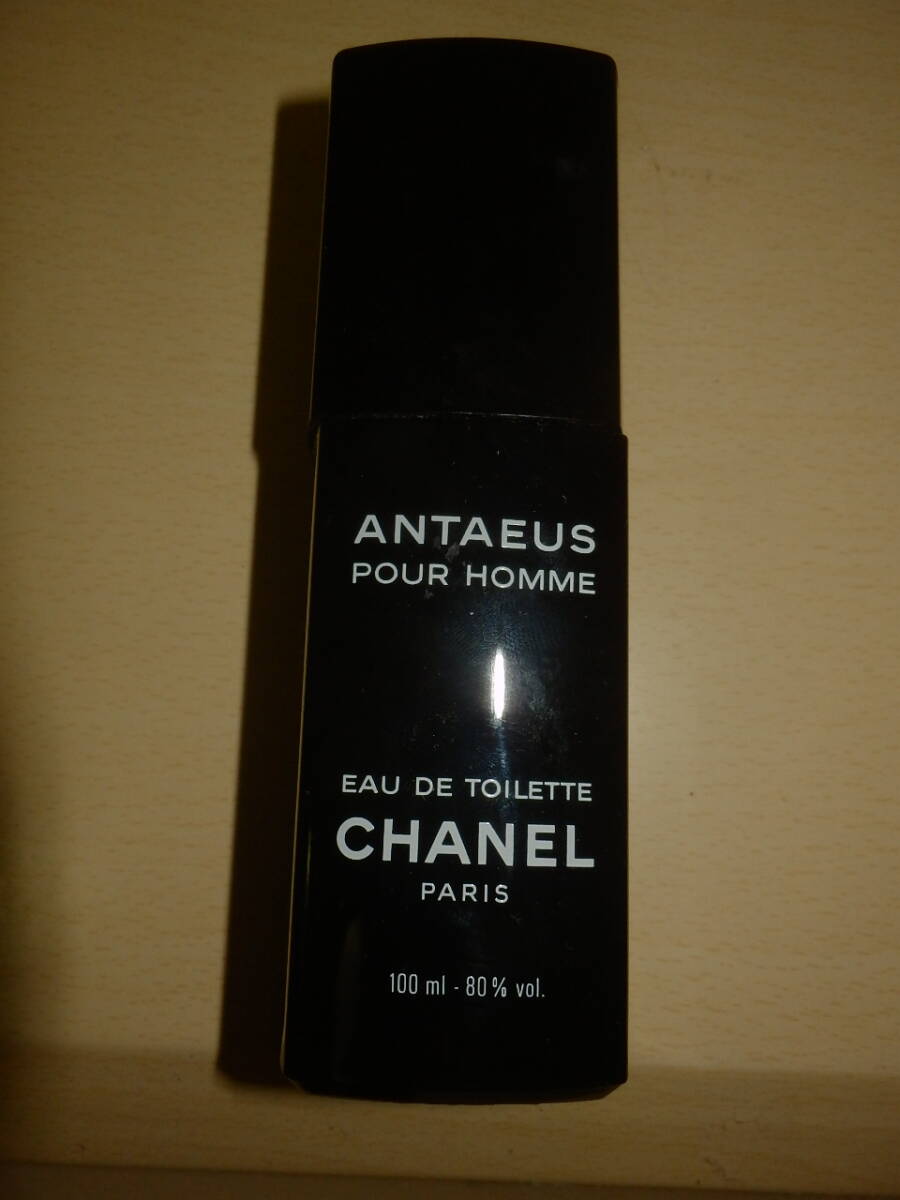 ANTAEUS
POUR HOMME
EAU DE TOILETTE
CHANEL
PARIS
100 ml - 80% vol.